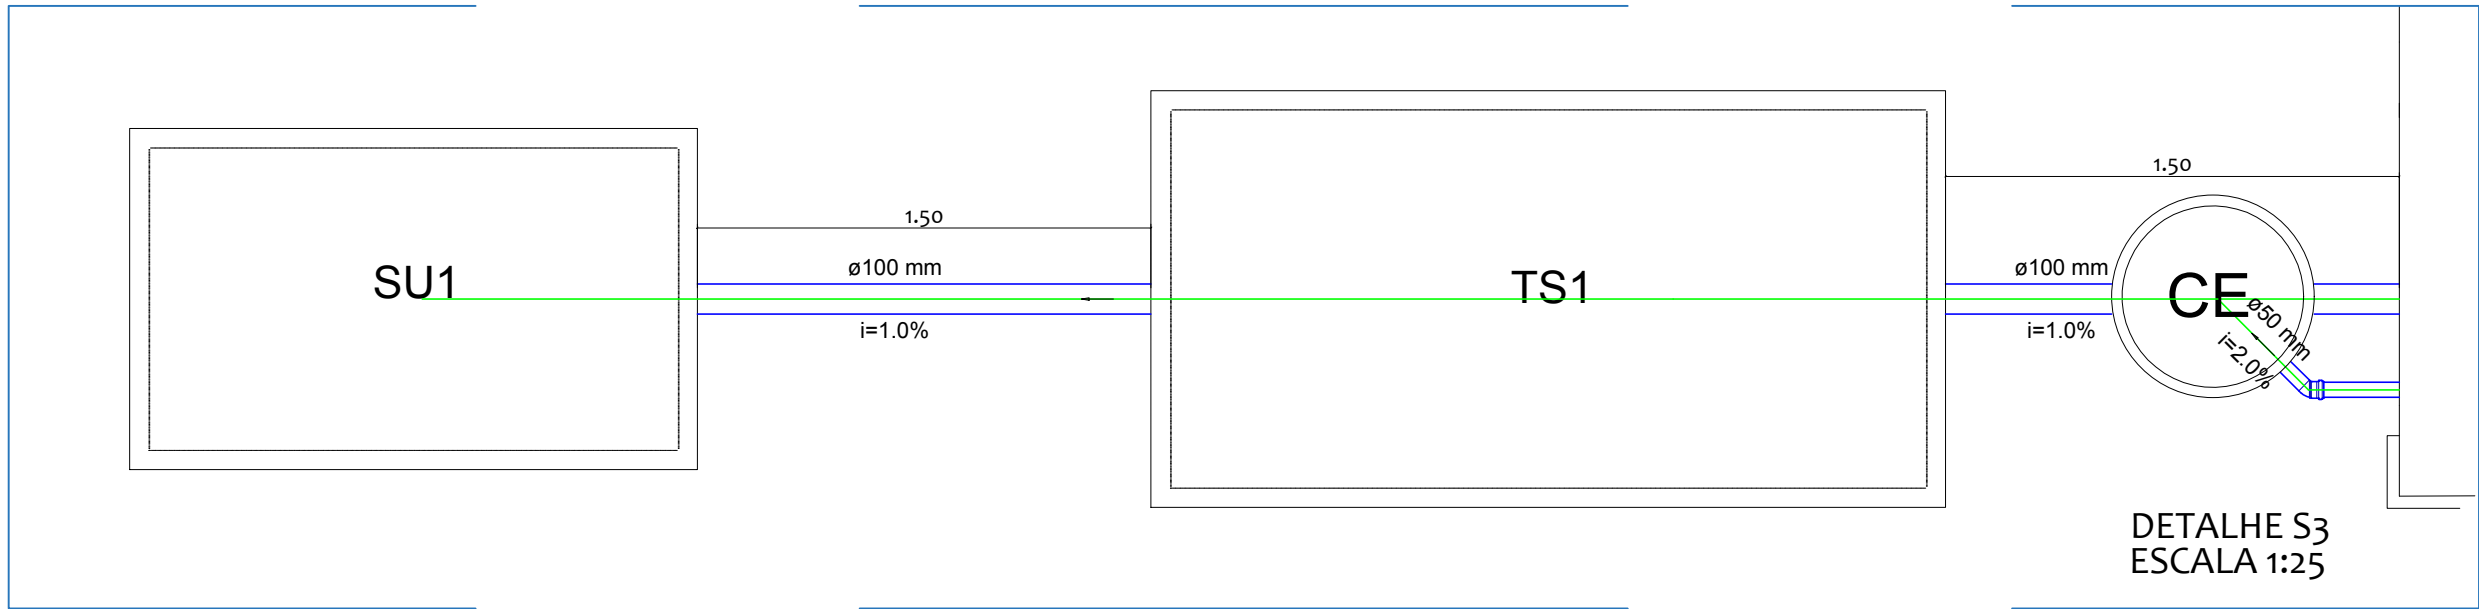 SU1
1.50
ø100 mm
i=1.0%
TS1
1.50
ø100 mm
i=1.0%
CE
ø50 mm
i=2.0%
DETALHE S3
ESCALA 1:25